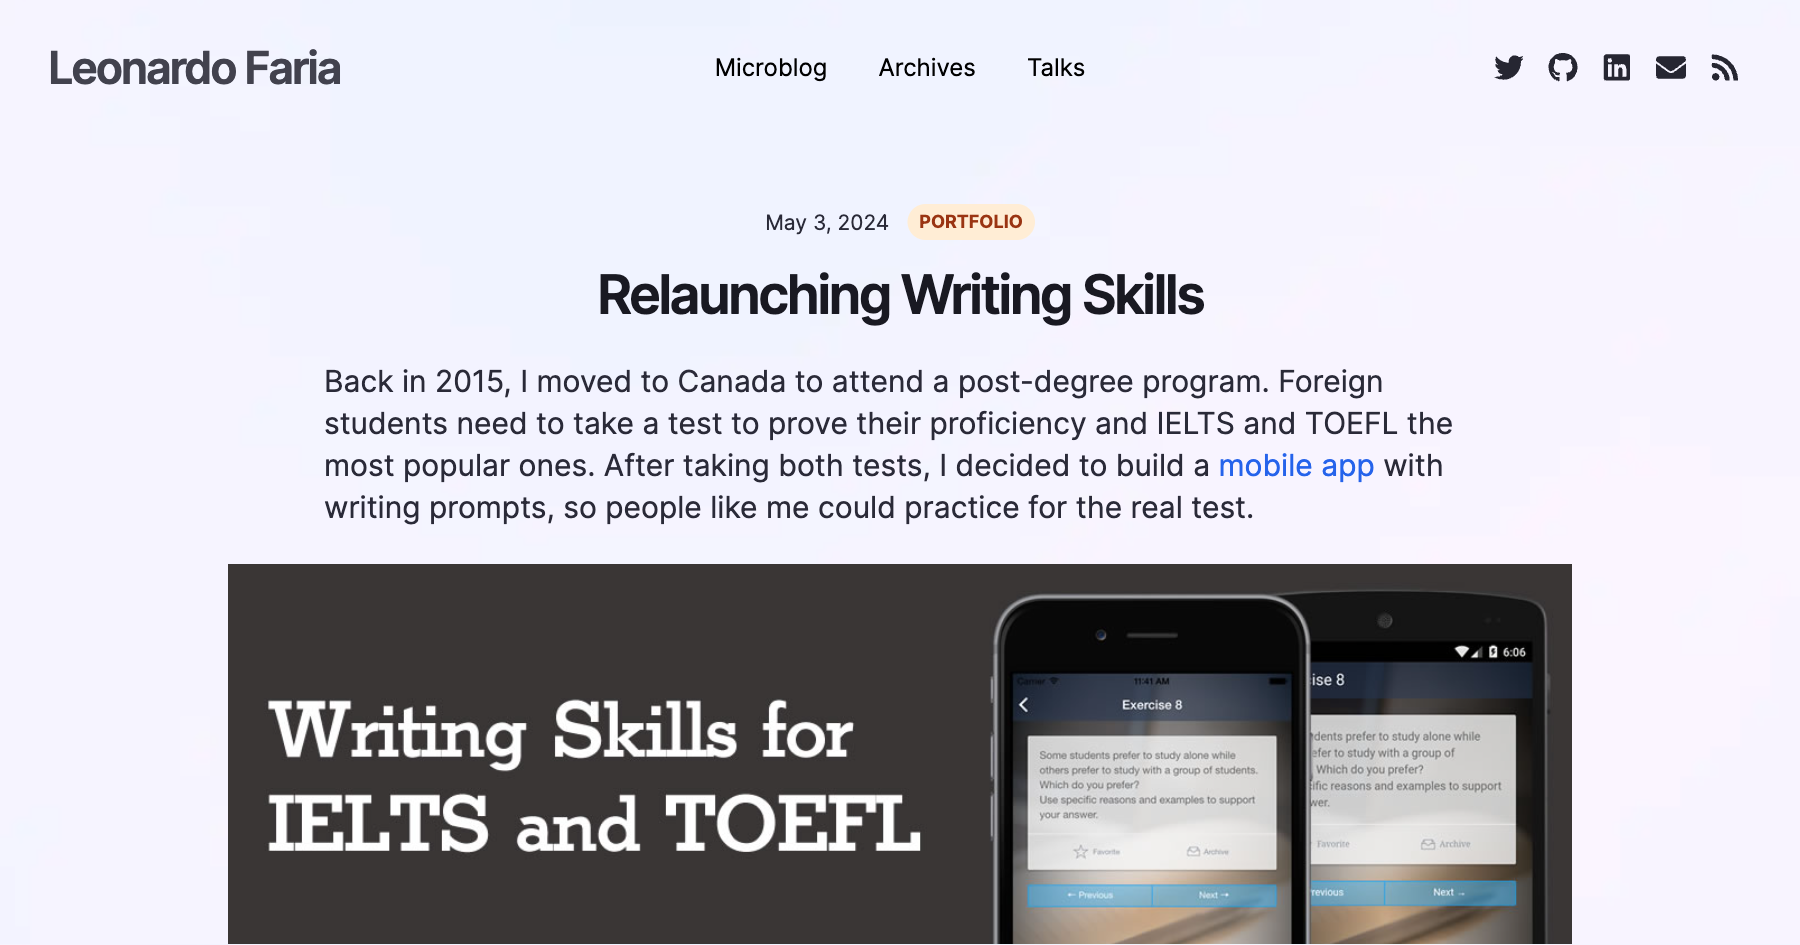 Leonardo Faria
Microblog
Archives
Talks
May 3, 2024
PORTFOLIO
Relaunching Writing Skills
Back in 2015, I moved to Canada to attend a post-degree program. Foreign
students need to take a test to prove their proficiency and IELTS and TOEFL the
most popular ones. After taking both tests, I decided to build a mobile app with
writing prompts, so people like me could practice for the real test.
Writing Skills for
IELTS and TOEFL
Carrier
11:41 AM
Exercise 8
Some students prefer to study alone while
others prefer to study with a group of students.
Which do you prefer?
Use specific reasons and examples to support
your answer.
Favorite
Archive
← Previous
Next →
6:06
ise 8
dents prefer to study alone while
efer to study with a group of
Which do you prefer?
ific reasons and examples to support
wer.
Favorite
Archive
revious
Next →